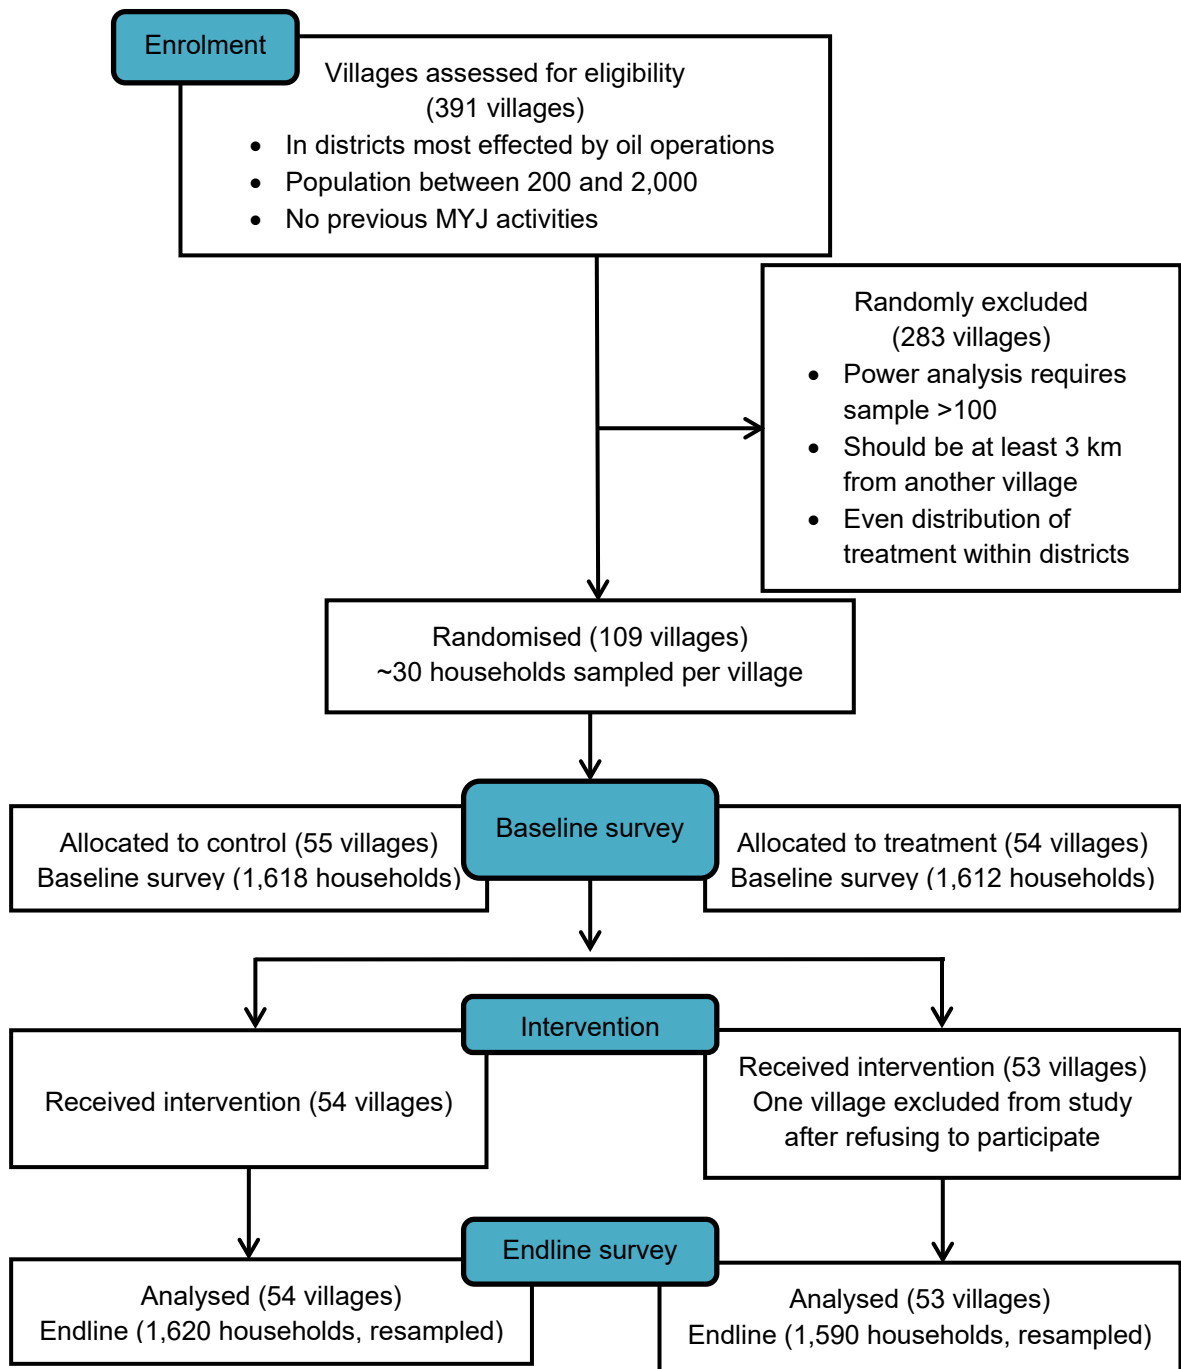 Enrolment
Villages assessed for eligibility
(391 villages)
• In districts most effected by oil operations
• Population between 200 and 2,000
• No previous MYJ activities
Randomly excluded
(283 villages)
• Power analysis requires
sample >100
• Should be at least 3 km
from another village
• Even distribution of
treatment within districts
Randomised (109 villages)
~30 households sampled per village
Baseline survey
Allocated to control (55 villages)
Baseline survey (1,618 households)
Allocated to treatment (54 villages)
Baseline survey (1,612 households)
Intervention
Received intervention (54 villages)
Received intervention (53 villages)
One village excluded from study
after refusing to participate
Endline survey
Analysed (54 villages)
Endline (1,620 households, resampled)
Analysed (53 villages)
Endline (1,590 households, resampled)